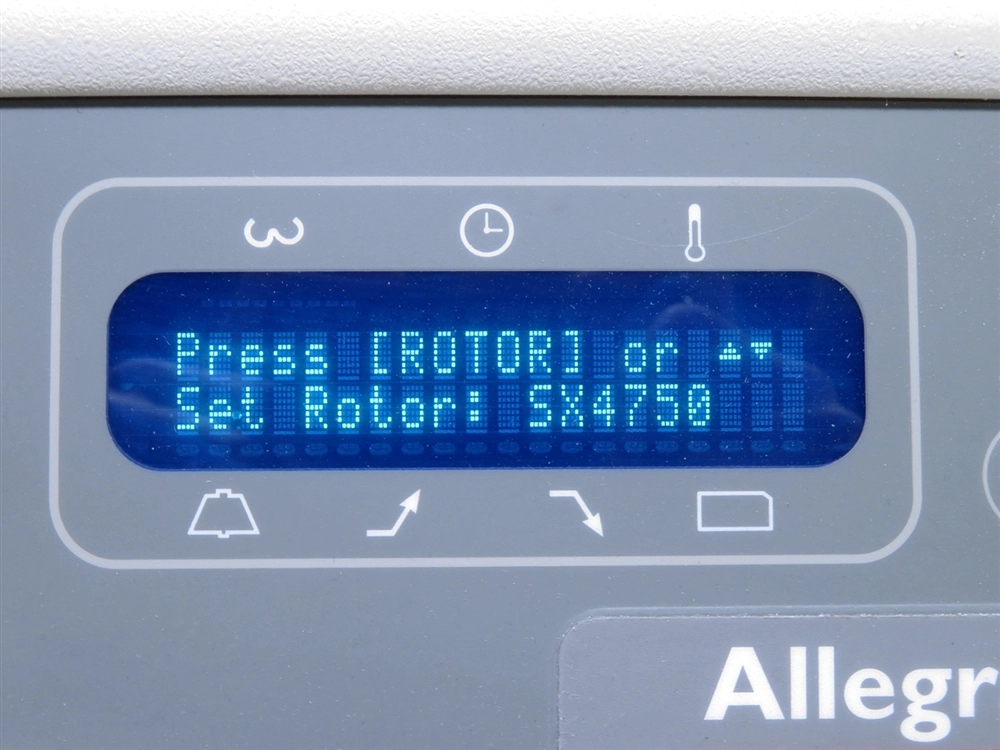 Press [ROTOR] or ▲▼
Set Rotor: SX4750
Allegr